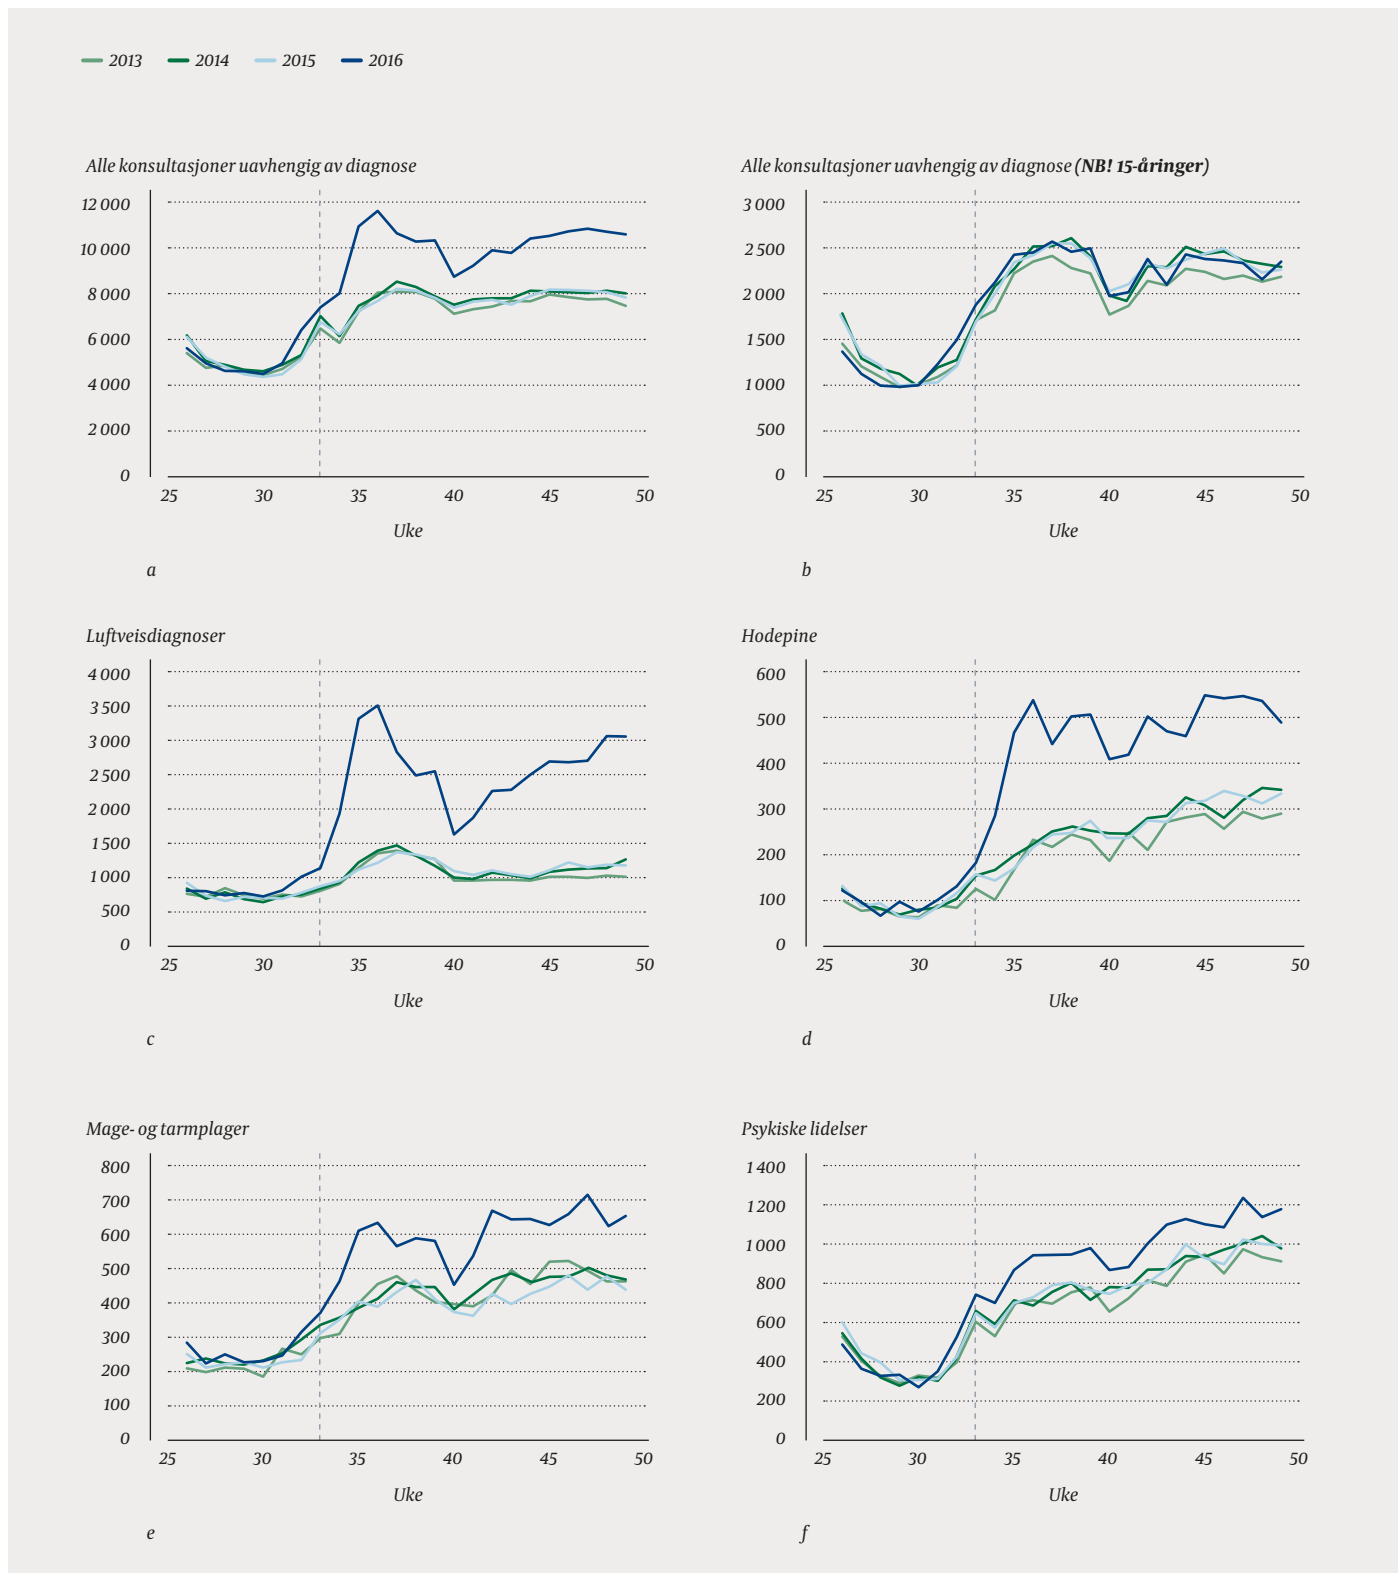 2013 2014 2015 2016
Alle konsultasjoner uavhengig av diagnose
12 000
10 000
8 000
6 000
4 000
2 000
0
25 30 35 40 45 50
Uke
a
Alle konsultasjoner uavhengig av diagnose (NB! 15-åringer)
3 000
2 500
2 000
1 500
1 000
500
0
25 30 35 40 45 50
Uke
b
Luftveisdiagnoser
4 000
3 500
3 000
2 500
2 000
1 500
1 000
500
0
25 30 35 40 45 50
Uke
c
Hodepine
600
500
400
300
200
100
0
25 30 35 40 45 50
Uke
d
Mage- og tarmplager
800
700
600
500
400
300
200
100
0
25 30 35 40 45 50
Uke
e
Psykiske lidelser
1 400
1 200
1 000
800
600
400
200
0
25 30 35 40 45 50
Uke
f